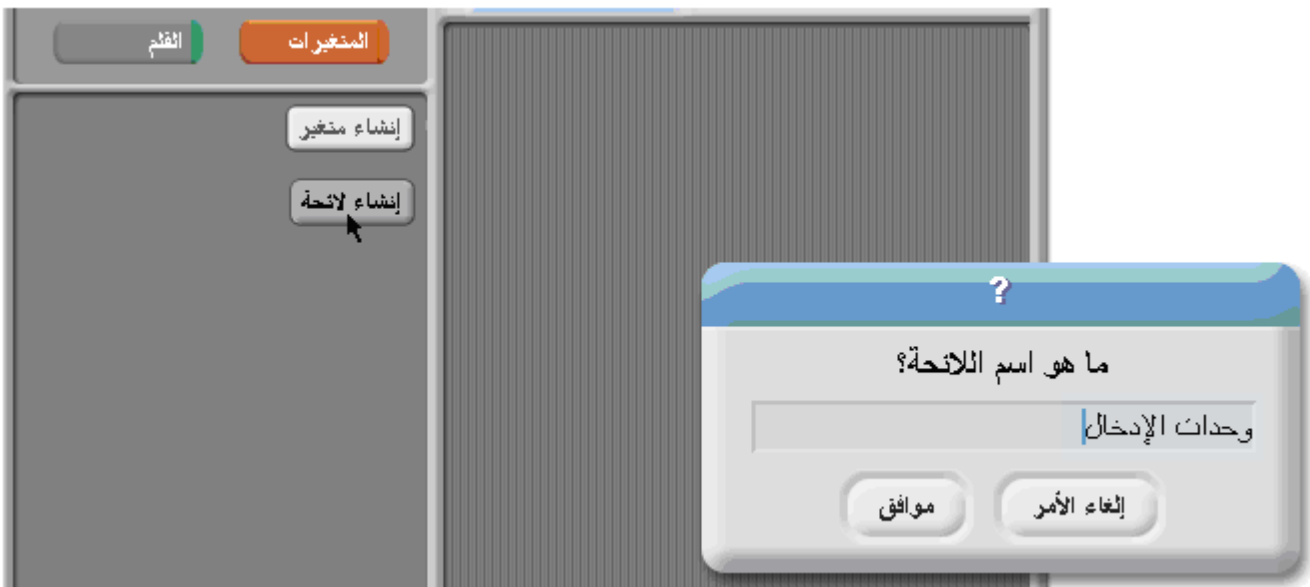 المتغيرات
القلم
إنشاء متغير
إنشاء لائحة
?
ما هو اسم اللائحة؟
وحدات الإدخال
إلغاء الأمر
موافق